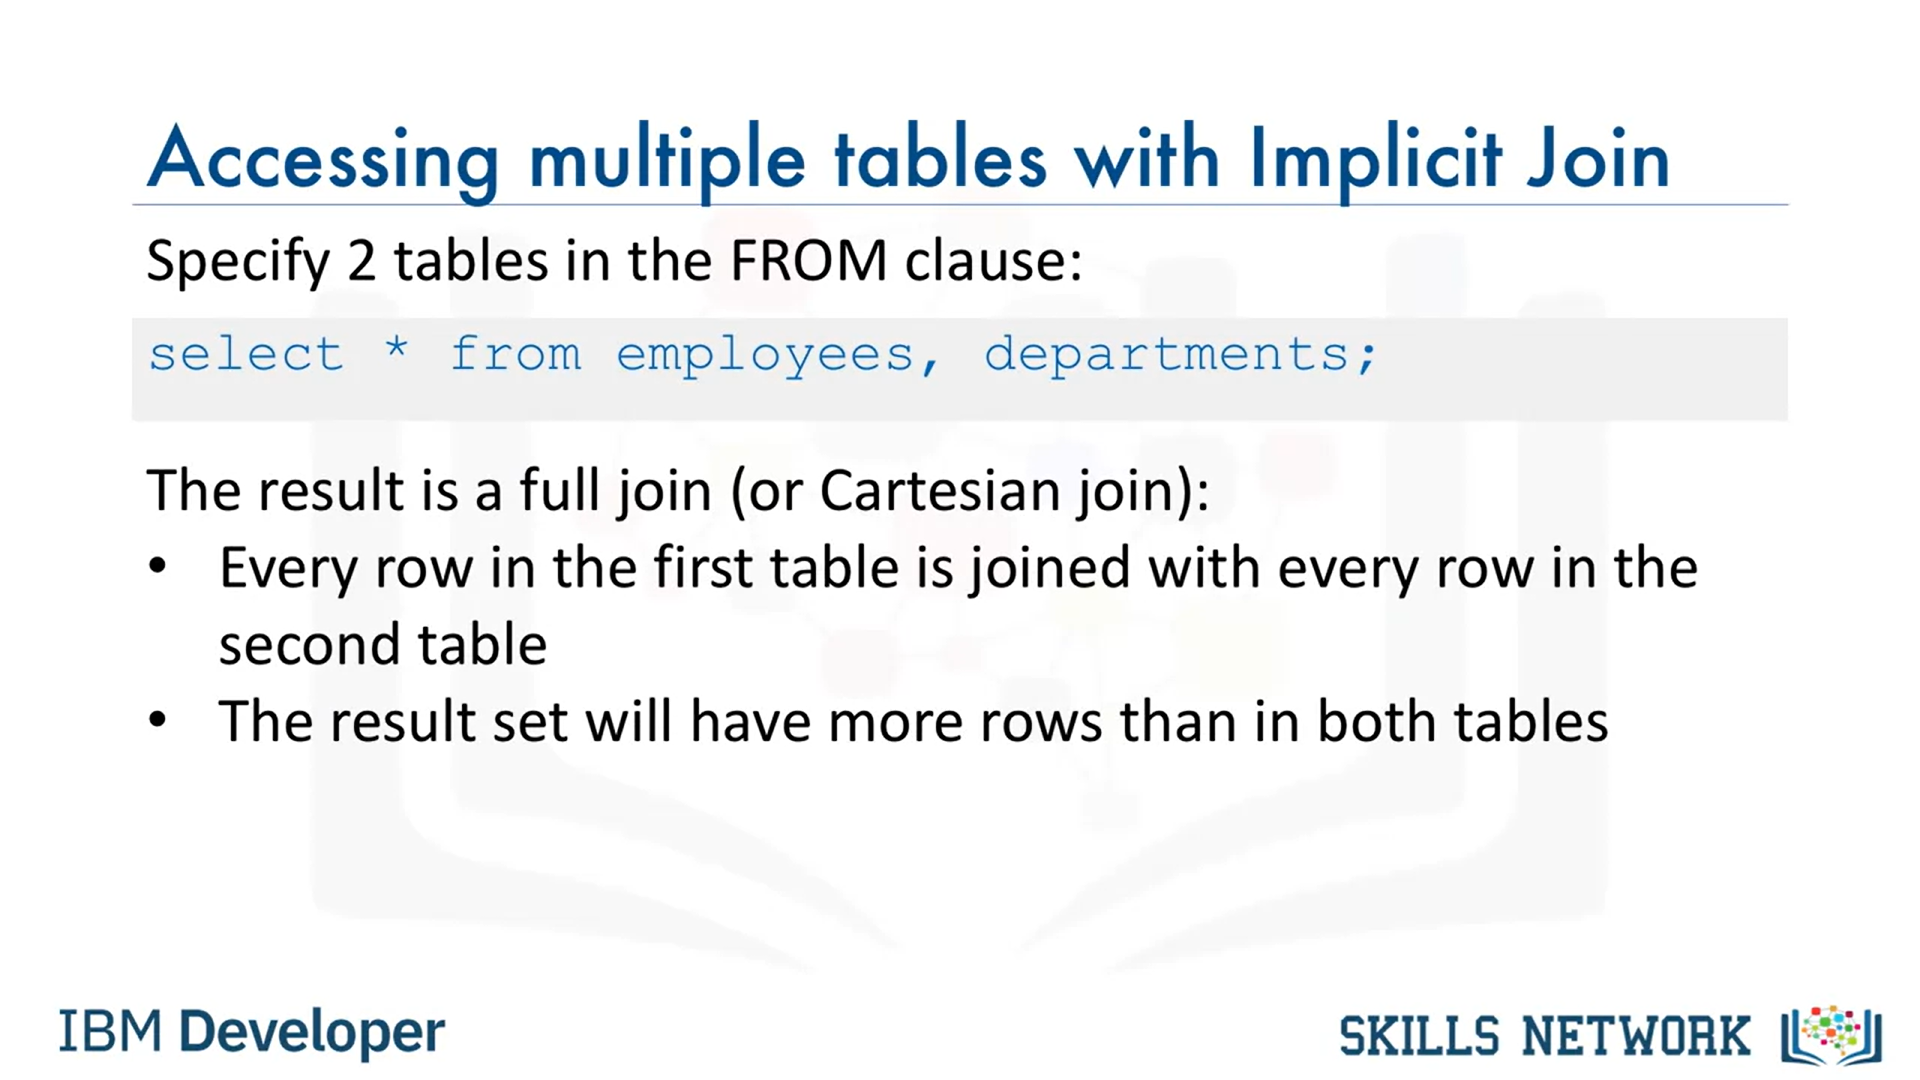 Accessing multiple tables with Implicit Join
Specify 2 tables in the FROM clause:
select * from employees, departments;
The result is a full join (or Cartesian join):
• Every row in the first table is joined with every row in the
second table
• The result set will have more rows than in both tables
IBM Developer
SKILLS NETWORK